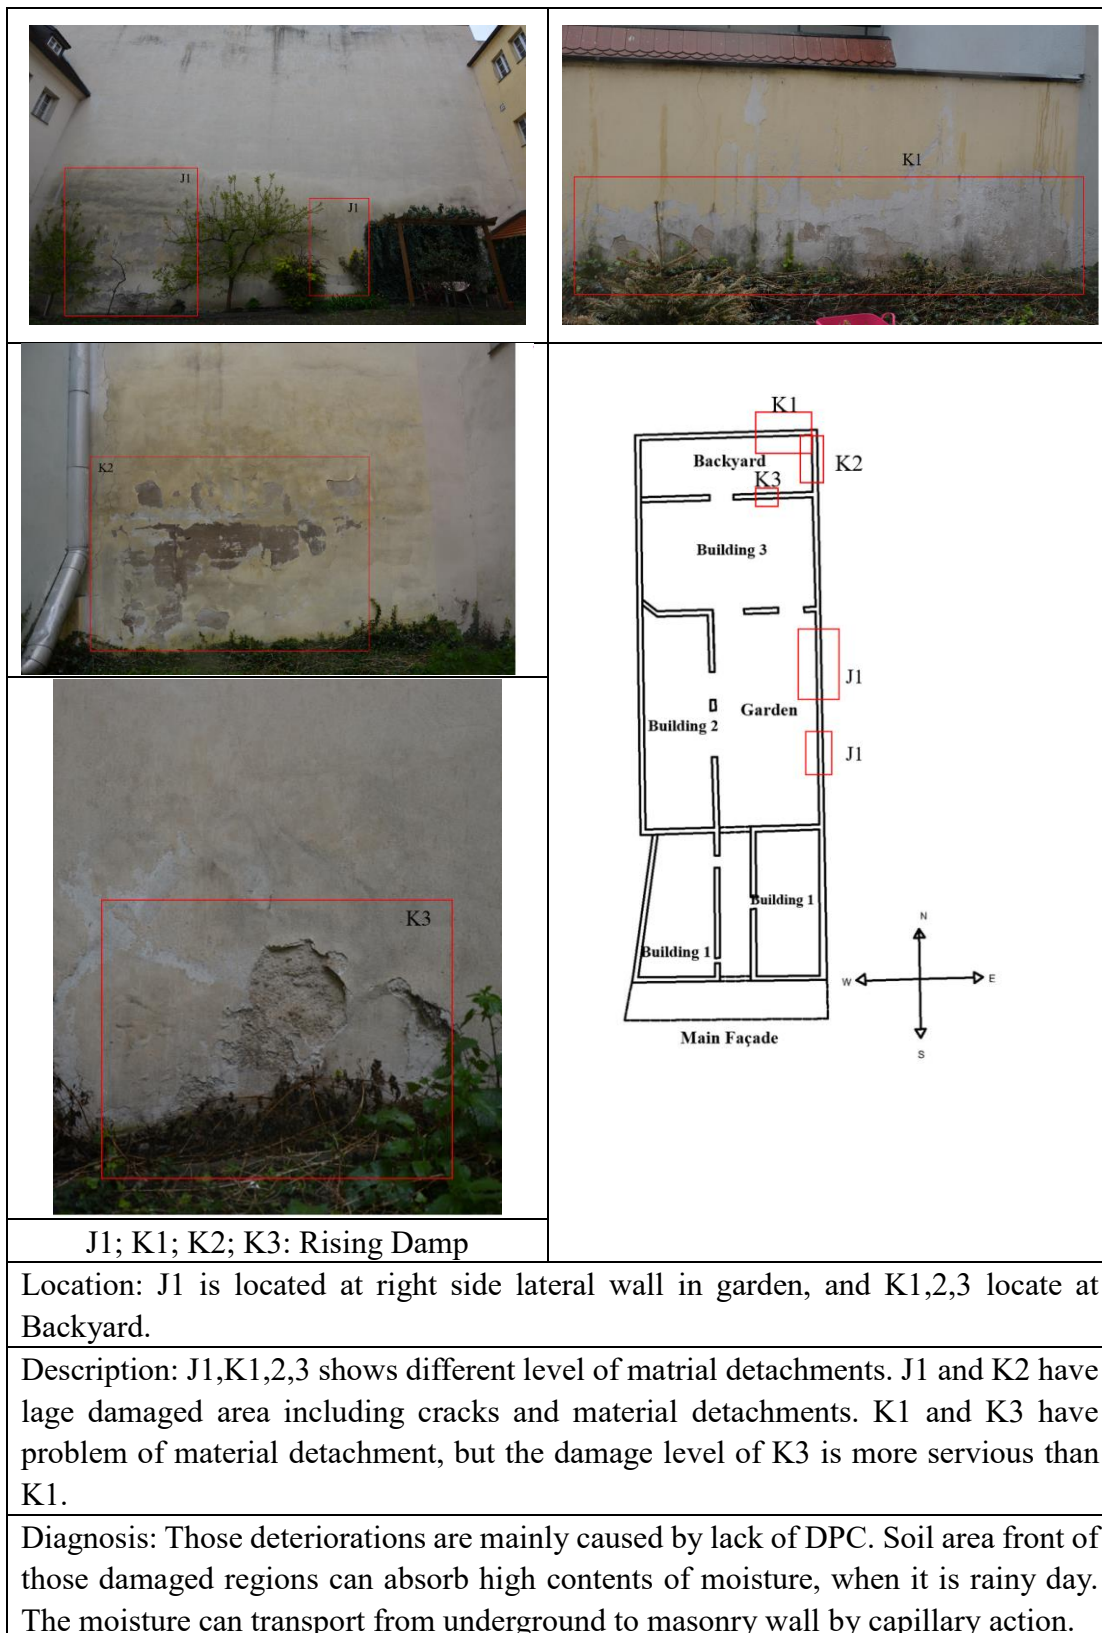 J1
J1
K1
K2
K3
K1
Backyard
K2
K3
Building 3
J1
Garden
Building 2
J1
Building 1
Building 1
N
W
E
S
Main Façade
J1; K1; K2; K3: Rising Damp
Location: J1 is located at right side lateral wall in garden, and K1,2,3 locate at
Backyard.
Description: J1,K1,2,3 shows different level of matrial detachments. J1 and K2 have
lage damaged area including cracks and material detachments. K1 and K3 have
problem of material detachment, but the damage level of K3 is more servious than
K1.
Diagnosis: Those deteriorations are mainly caused by lack of DPC. Soil area front of
those damaged regions can absorb high contents of moisture, when it is rainy day.
The moisture can transport from underground to masonry wall by capillary action.